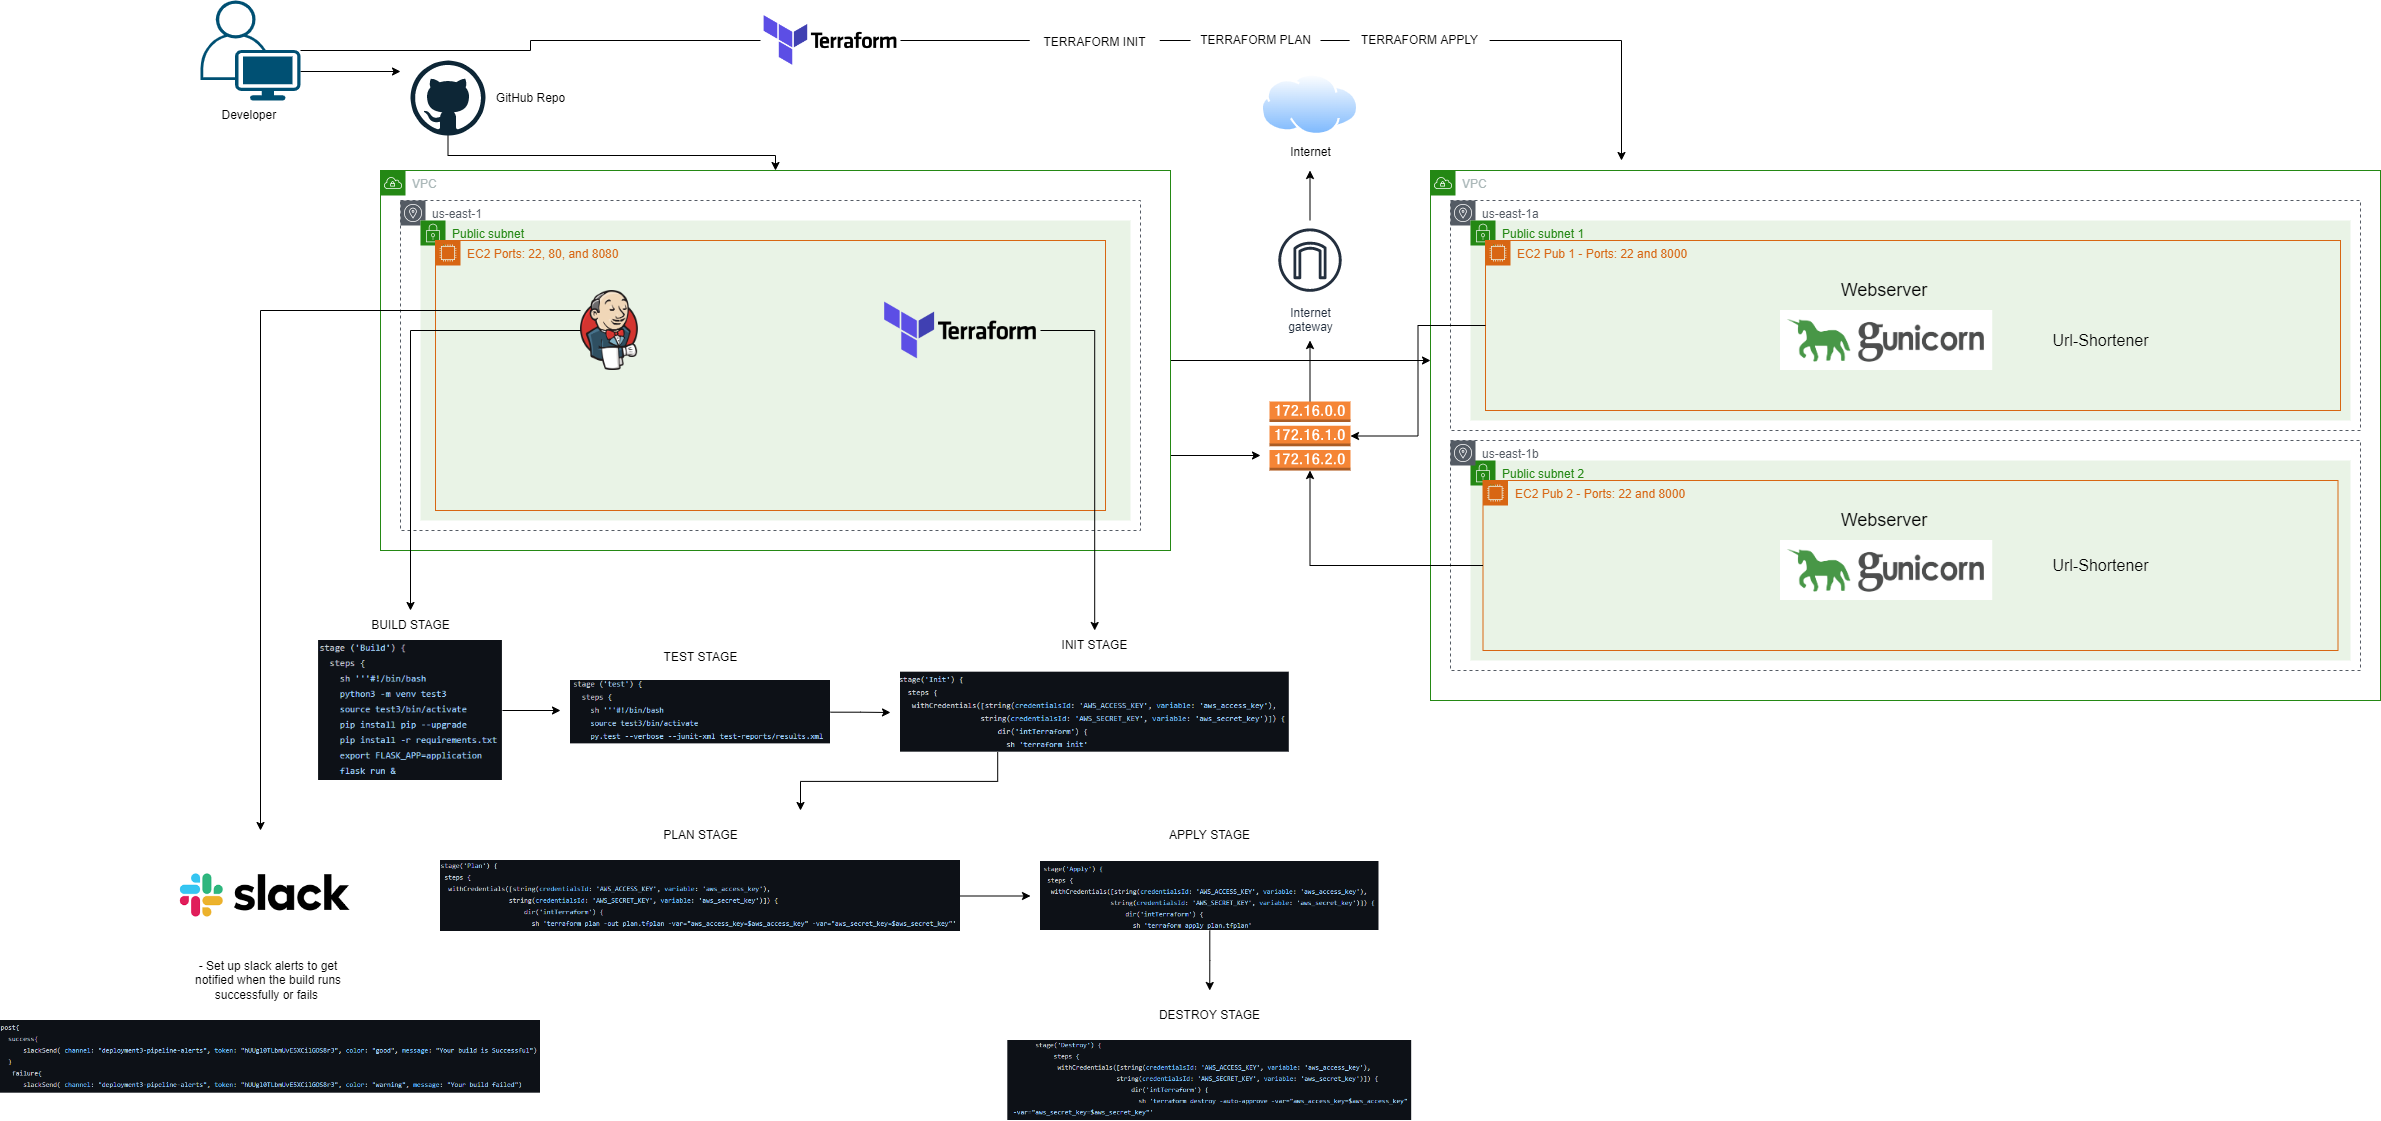 Terraform
TERRAFORM INIT
TERRAFORM PLAN
TERRAFORM APPLY
Developer
GitHub Repo
Internet
VPC
us-east-1
Public subnet
EC2 Ports: 22, 80, and 8080
Terraform
Internet
gateway
172.16.0.0
172.16.1.0
172.16.2.0
VPC
us-east-1a
Public subnet 1
EC2 Pub 1 - Ports: 22 and 8000
Webserver
gunicorn
Url-Shortener
us-east-1b
Public subnet 2
EC2 Pub 2 - Ports: 22 and 8000
Webserver
gunicorn
Url-Shortener
BUILD STAGE
stage ('Build') {
steps {
sh '''#!/bin/bash
python3 -m venv test3
source test3/bin/activate
pip install pip --upgrade
pip install -r requirements.txt
export FLASK_APP=application
flask run &
TEST STAGE
stage ('test') {
steps {
sh '''#!/bin/bash
source test3/bin/activate
py.test --verbose --junit-xml test-reports/results.xml
INIT STAGE
stage('Init') {
steps {
withCredentials([string(credentialsId: 'AWS_ACCESS_KEY', variable: 'aws_access_key'),
string(credentialsId: 'AWS_SECRET_KEY', variable: 'aws_secret_key')]) {
dir('intTerraform') {
sh 'terraform init'
PLAN STAGE
stage('Plan') {
steps {
withCredentials([string(credentialsId: 'AWS_ACCESS_KEY', variable: 'aws_access_key'),
string(credentialsId: 'AWS_SECRET_KEY', variable: 'aws_secret_key')]) {
dir('intTerraform') {
sh 'terraform plan -out plan.tfplan -var="aws_access_key=$aws_access_key" -var="aws_secret_key=$aws_secret_key"'
APPLY STAGE
stage('Apply') {
steps {
withCredentials([string(credentialsId: 'AWS_ACCESS_KEY', variable: 'aws_access_key'),
string(credentialsId: 'AWS_SECRET_KEY', variable: 'aws_secret_key')]) {
dir('intTerraform') {
sh 'terraform apply plan.tfplan'
DESTROY STAGE
stage('Destroy') {
steps {
withCredentials([string(credentialsId: 'AWS_ACCESS_KEY', variable: 'aws_access_key'),
string(credentialsId: 'AWS_SECRET_KEY', variable: 'aws_secret_key')]) {
dir('intTerraform') {
sh 'terraform destroy -auto-approve -var="aws_access_key=$aws_access_key"
-var="aws_secret_key=$aws_secret_key"'
slack
- Set up slack alerts to get
notified when the build runs
successfully or fails
post{
success{
slackSend( channel: "deployment3-pipeline-alerts", token: , color: "good", message: "Your build is Successful")
}
failure{
slackSend( channel: "deployment3-pipeline-alerts", token: , color: "warning", message: "Your build failed")